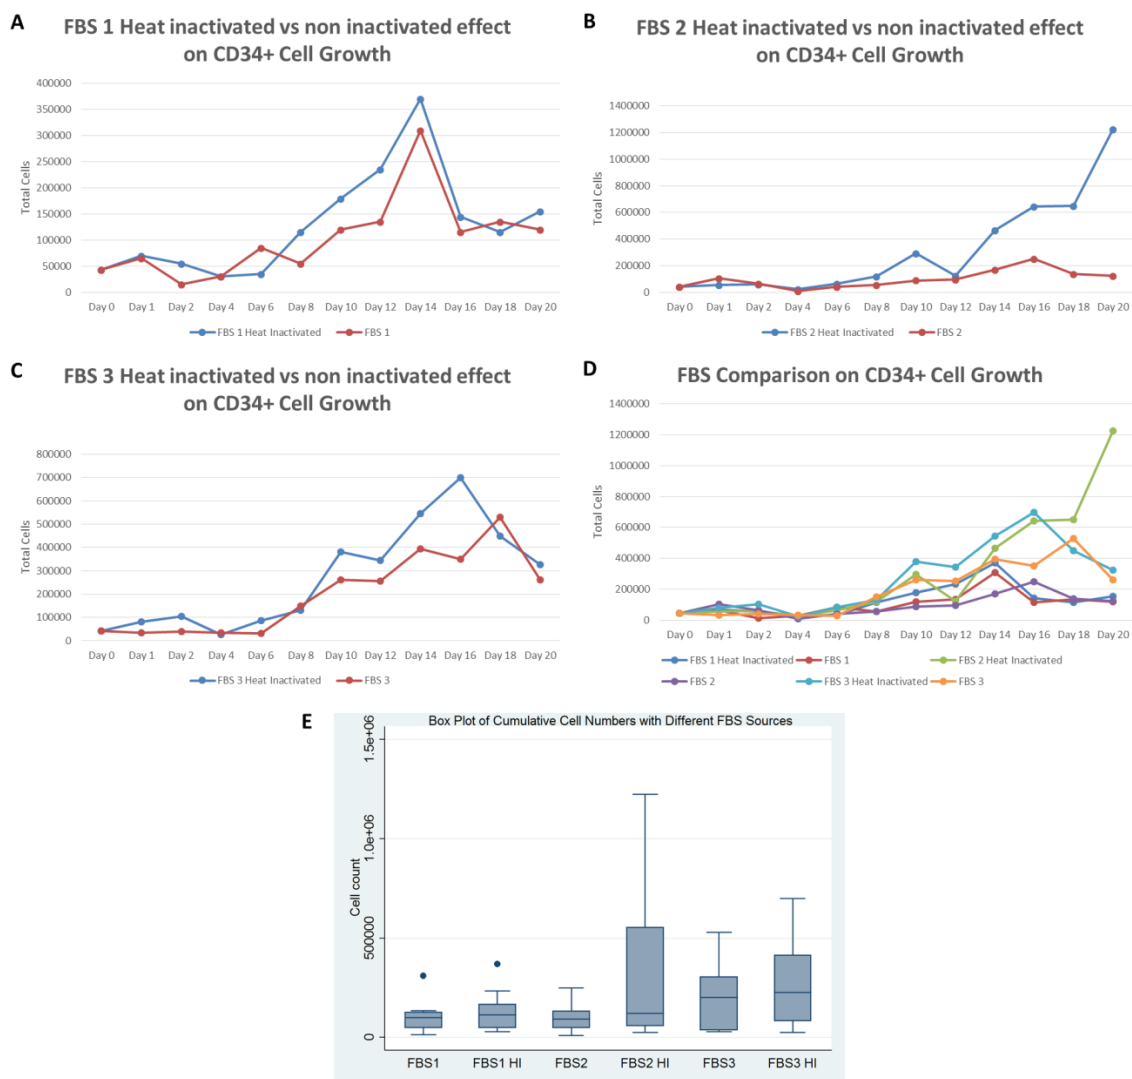 A
FBS 1 Heat inactivated vs non inactivated effect
on CD34+ Cell Growth
400000
350000
300000
250000
200000
150000
100000
50000
0
Total Cells
Day 0 Day 1 Day 2 Day 4 Day 6 Day 8 Day 10 Day 12 Day 14 Day 16 Day 18 Day 20
FBS 1 Heat Inactivated FBS 1
B
FBS 2 Heat inactivated vs non inactivated effect
on CD34+ Cell Growth
1400000
1200000
1000000
800000
600000
400000
200000
0
Total Cells
Day 0 Day 1 Day 2 Day 4 Day 6 Day 8 Day 10 Day 12 Day 14 Day 16 Day 18 Day 20
FBS 2 Heat Inactivated FBS 2
C
FBS 3 Heat inactivated vs non inactivated effect
on CD34+ Cell Growth
800000
700000
600000
500000
400000
300000
200000
100000
0
Total Cells
Day 0 Day 1 Day 2 Day 4 Day 6 Day 8 Day 10 Day 12 Day 14 Day 16 Day 18 Day 20
FBS 3 Heat Inactivated FBS 3
D
FBS Comparison on CD34+ Cell Growth
1400000
1200000
1000000
800000
600000
400000
200000
0
Total Cells
Day 0 Day 1 Day 2 Day 4 Day 6 Day 8 Day 10 Day 12 Day 14 Day 16 Day 18 Day 20
FBS 1 Heat Inactivated FBS 1 FBS 2 Heat Inactivated
FBS 2 FBS 3 Heat Inactivated FBS 3
E
Box Plot of Cumulative Cell Numbers with Different FBS Sources
1.5e+06
1.0e+06
500000
0
Cell count
FBS1 FBS1 HI FBS2 FBS2 HI FBS3 FBS3 HI